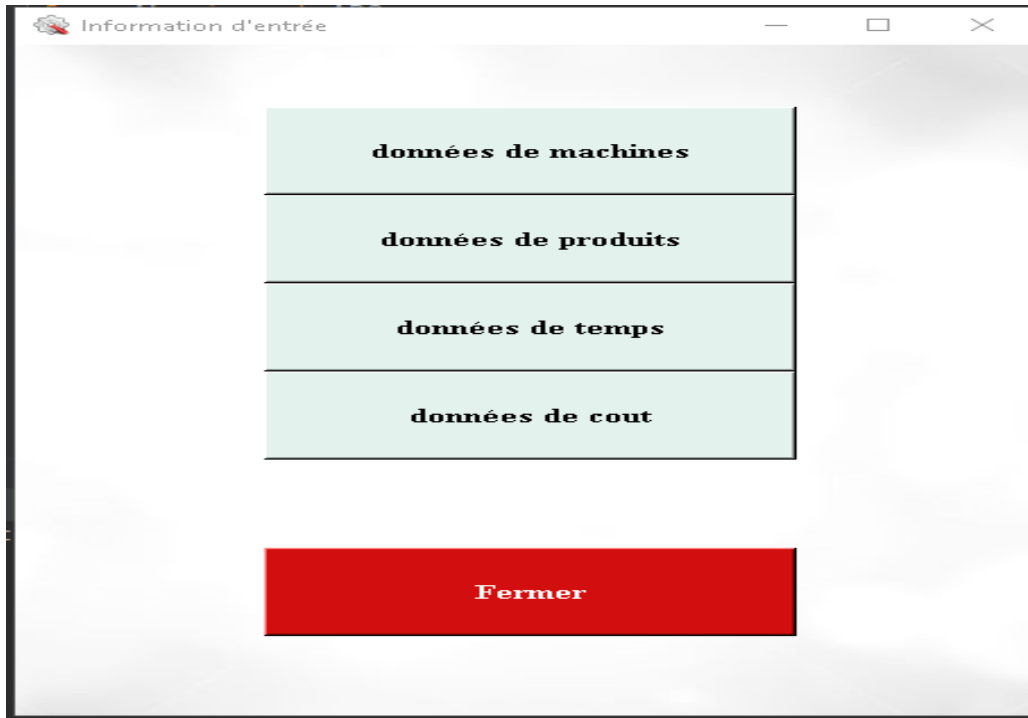 Information d'entrée
données de machines
données de produits
données de temps
données de cout
Fermer